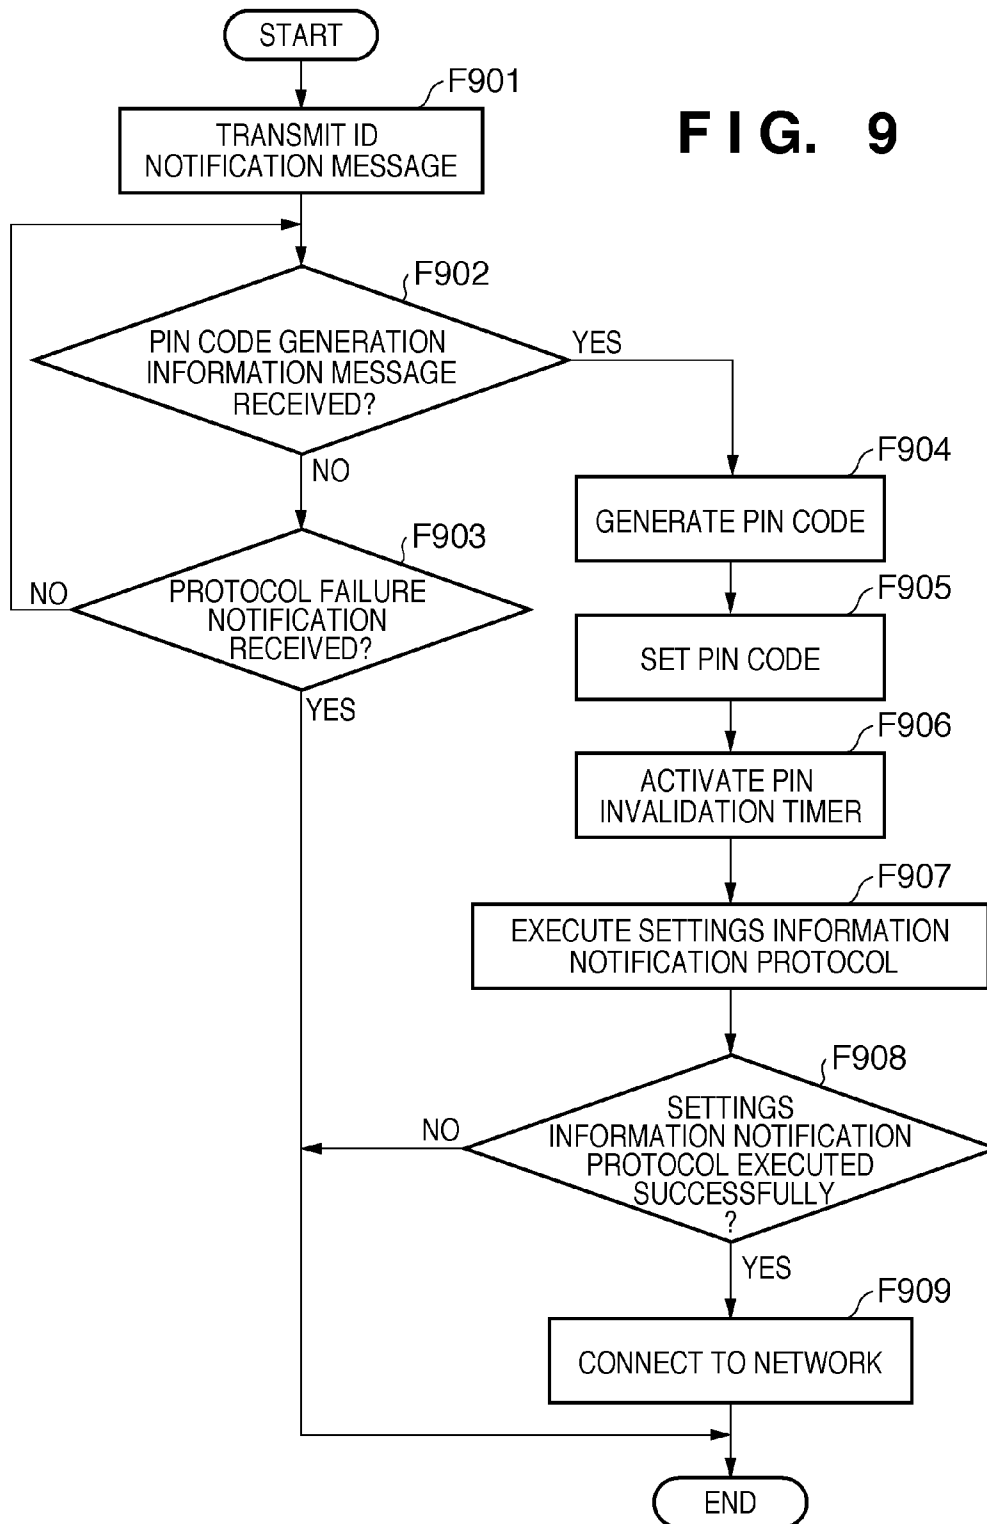 START
F901
FIG. 9
TRANSMIT ID
NOTIFICATION MESSAGE
F902
PIN CODE GENERATION
INFORMATION MESSAGE
RECEIVED?
YES
NO
F903
PROTOCOL FAILURE
NOTIFICATION
RECEIVED?
NO
YES
F904
GENERATE PIN CODE
F905
SET PIN CODE
F906
ACTIVATE PIN
INVALIDATION TIMER
F907
EXECUTE SETTINGS INFORMATION
NOTIFICATION PROTOCOL
F908
SETTINGS
INFORMATION NOTIFICATION
PROTOCOL EXECUTED
SUCCESSFULLY
?
NO
YES
F909
CONNECT TO NETWORK
END